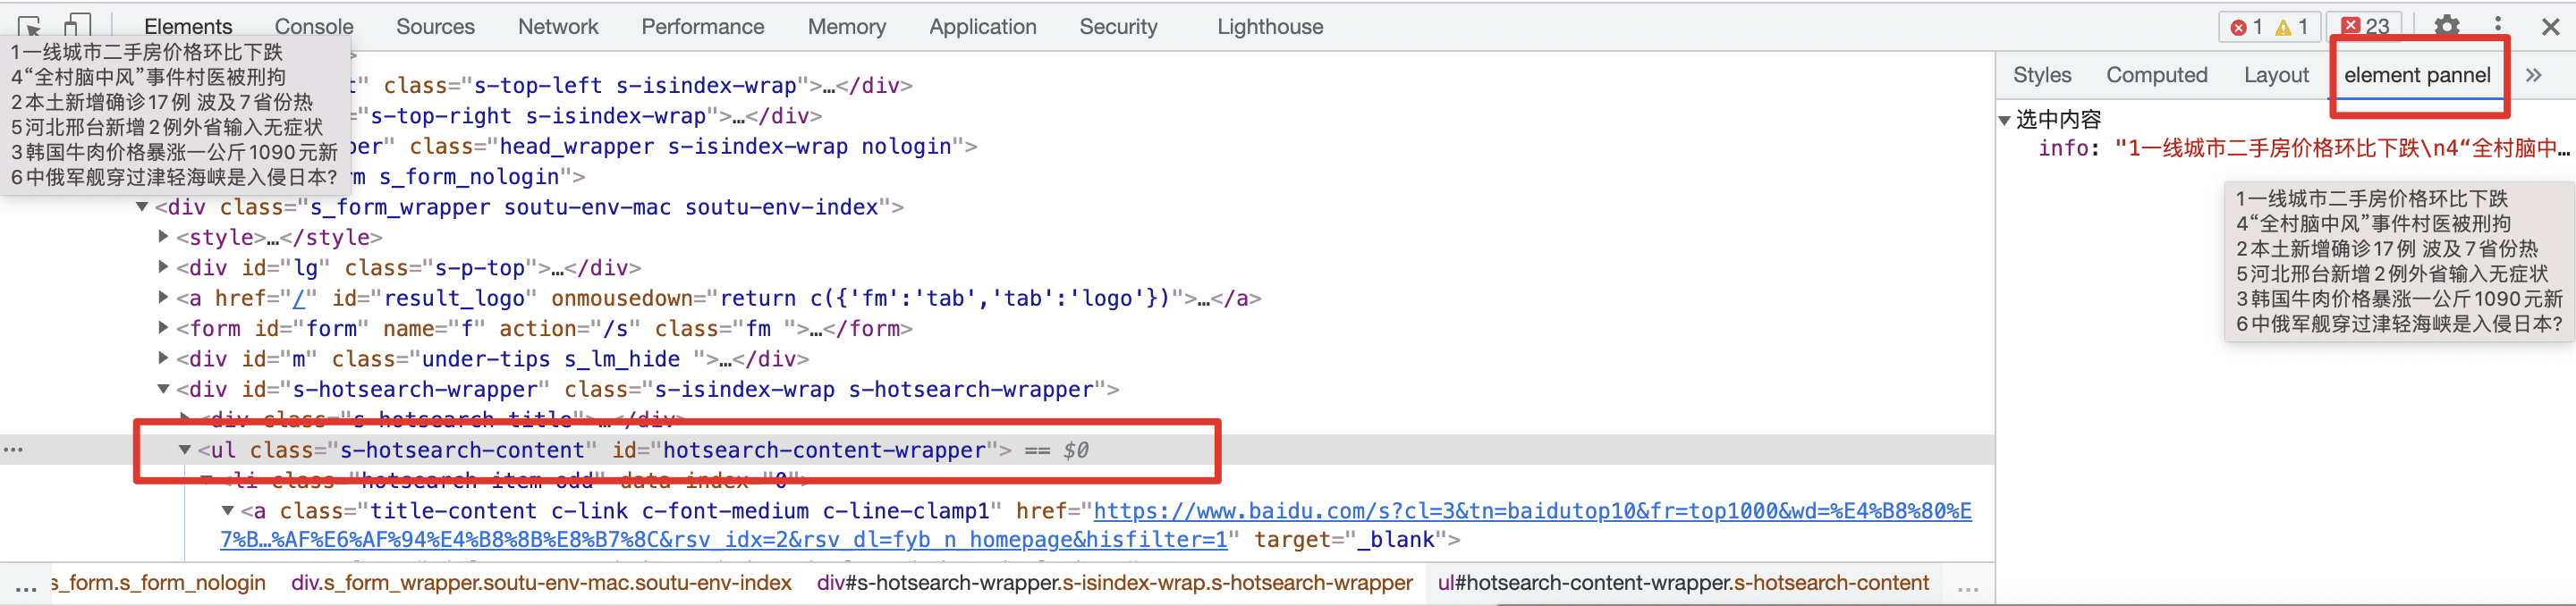 Elements Console Sources Network Performance Memory Application Security Lighthouse 1 1 23
1一线城市二手房价格环比下跌
4“全村脑中风”事件村医被刑拘
2本土新增确诊17例 波及7省份热
5河北邢台新增2例外省输入无症状
3韩国牛肉价格暴涨一公斤1090元新
6中俄军舰穿过津轻海峡是入侵日本?
>
t" class="s-top-left s-isindex-wrap">…</div>
="s-top-right s-isindex-wrap">…</div>
per" class="head_wrapper s-isindex-wrap nologin">
m s_form_nologin">
<div class="s_form_wrapper soutu-env-mac soutu-env-index">
<style>…</style>
<div id="lg" class="s-p-top">…</div>
<a href="/" id="result_logo" onmousedown="return c({'fm':'tab','tab':'logo'})">…</a>
<form id="form" name="f" action="/s" class="fm ">…</form>
<div id="m" class="under-tips s_lm_hide ">…</div>
<div id="s-hotsearch-wrapper" class="s-isindex-wrap s-hotsearch-wrapper">
<div class="s-hotsearch-title">…</div>
… <ul class="s-hotsearch-content" id="hotsearch-content-wrapper"> == $0
<li class="hotsearch-item odd" data-index="0">
<a class="title-content c-link c-font-medium c-line-clamp1" href="https://www.baidu.com/s?cl=3&tn=baidutop10&fr=top1000&wd=%E4%B8%80%E
7%B…%AF%E6%AF%94%E4%B8%8B%E8%B7%8C&rsv_idx=2&rsv_dl=fyb_n_homepage&hisfilter=1" target="_blank">
… s_form.s_form_nologin div.s_form_wrapper.soutu-env-mac.soutu-env-index div#s-hotsearch-wrapper.s-isindex-wrap.s-hotsearch-wrapper ul#hotsearch-content-wrapper.s-hotsearch-content …
Styles Computed Layout element pannel »
选中内容
info: "1一线城市二手房价格环比下跌\n4“全村脑中…
1一线城市二手房价格环比下跌
4“全村脑中风”事件村医被刑拘
2本土新增确诊17例 波及7省份热
5河北邢台新增2例外省输入无症状
3韩国牛肉价格暴涨一公斤1090元新
6中俄军舰穿过津轻海峡是入侵日本?